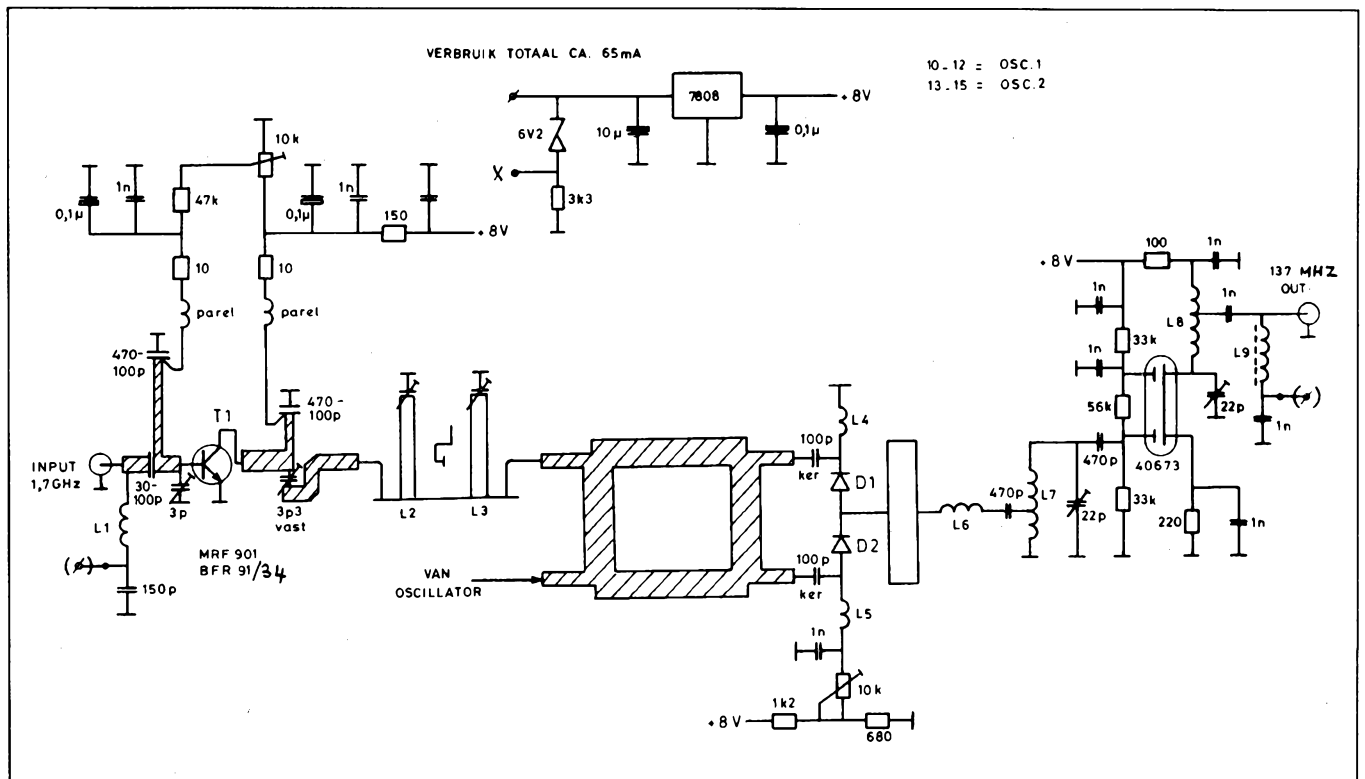 VERBRUIK TOTAAL CA. 65mA
10-12 = OSC.1
13-15 = OSC.2
7808
+8V
6V2
10µ
0,1µ
X
3k3
10k
0,1µ
1n
47k
0,1µ
1n
150
+8V
10
10
parel
parel
470-
100p
470-
100p
T1
INPUT
1,7GHz
30-
100p
3p
3p3
vast
L1
MRF 901
BFR 91/34
( )
150p
L2
L3
VAN
OSCILLATOR
100p
ker
L4
D1
D2
100p
ker
L5
1n
10k
1k2
+8V
680
L6
470p
L7
22p
470p
+8V
100
1n
1n
33k
1n
56k
33k
40673
220
1n
L8
22p
1n
137 MHZ
OUT
L9
( )
1n